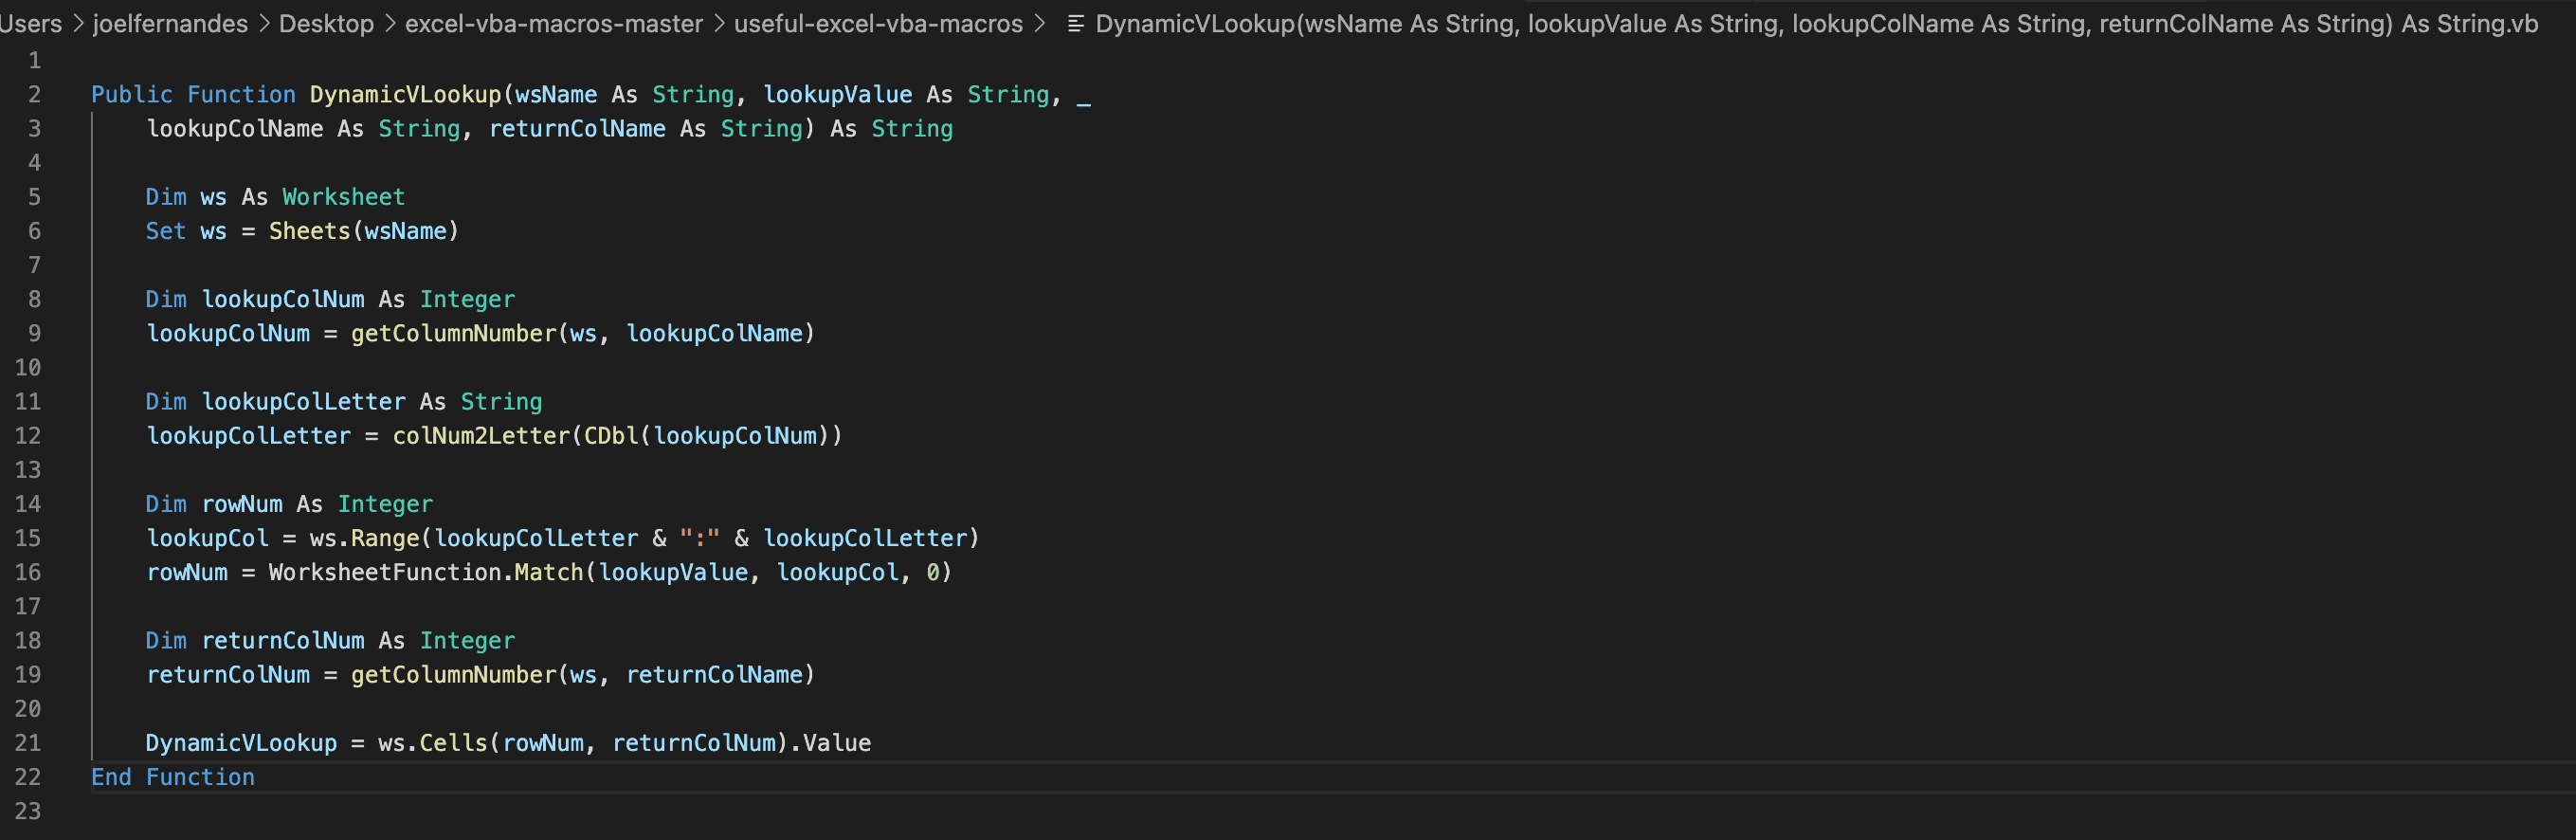 Users > joelfernandes > Desktop > excel-vba-macros-master > useful-excel-vba-macros > DynamicVLookup(wsName As String, lookupValue As String, lookupColName As String, returnColName As String) As String.vb
1
2 Public Function DynamicVLookup(wsName As String, lookupValue As String, _
3 lookupColName As String, returnColName As String) As String
4
5 Dim ws As Worksheet
6 Set ws = Sheets(wsName)
7
8 Dim lookupColNum As Integer
9 lookupColNum = getColumnNumber(ws, lookupColName)
10
11 Dim lookupColLetter As String
12 lookupColLetter = colNum2Letter(CDbl(lookupColNum))
13
14 Dim rowNum As Integer
15 lookupCol = ws.Range(lookupColLetter & ":" & lookupColLetter)
16 rowNum = WorksheetFunction.Match(lookupValue, lookupCol, 0)
17
18 Dim returnColNum As Integer
19 returnColNum = getColumnNumber(ws, returnColName)
20
21 DynamicVLookup = ws.Cells(rowNum, returnColNum).Value
22 End Function
23